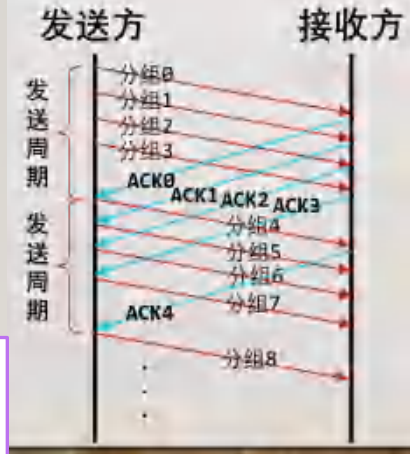 发送方
接收方
分组0
分组1
分组2
分组3
发送周期
ACK0
ACK1
ACK2
ACK3
分组4
分组5
分组6
分组7
发送周期
ACK4
分组8